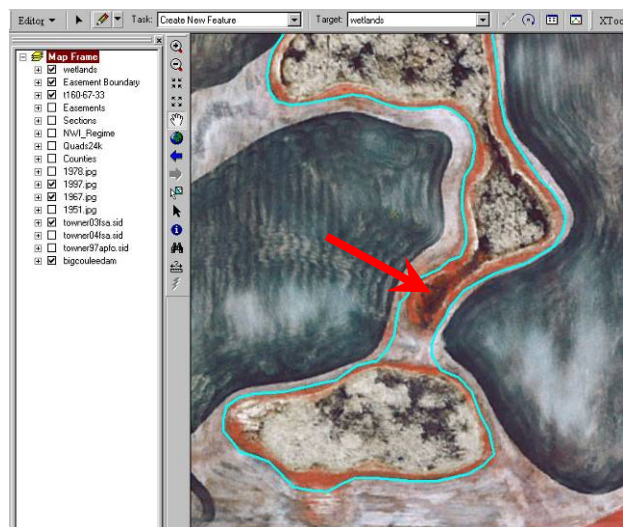 Editor Task: Create New Feature Target: wetlands XToo
Map Frame
wetlands
Easement Boundary
t160-67-33
Easements
Sections
NWI_Regime
Quads24k
Counties
1978.jpg
1997.jpg
1967.jpg
1951.jpg
towner03fsa.sid
towner04fsa.sid
towner97apfo.sid
bigcouleedam